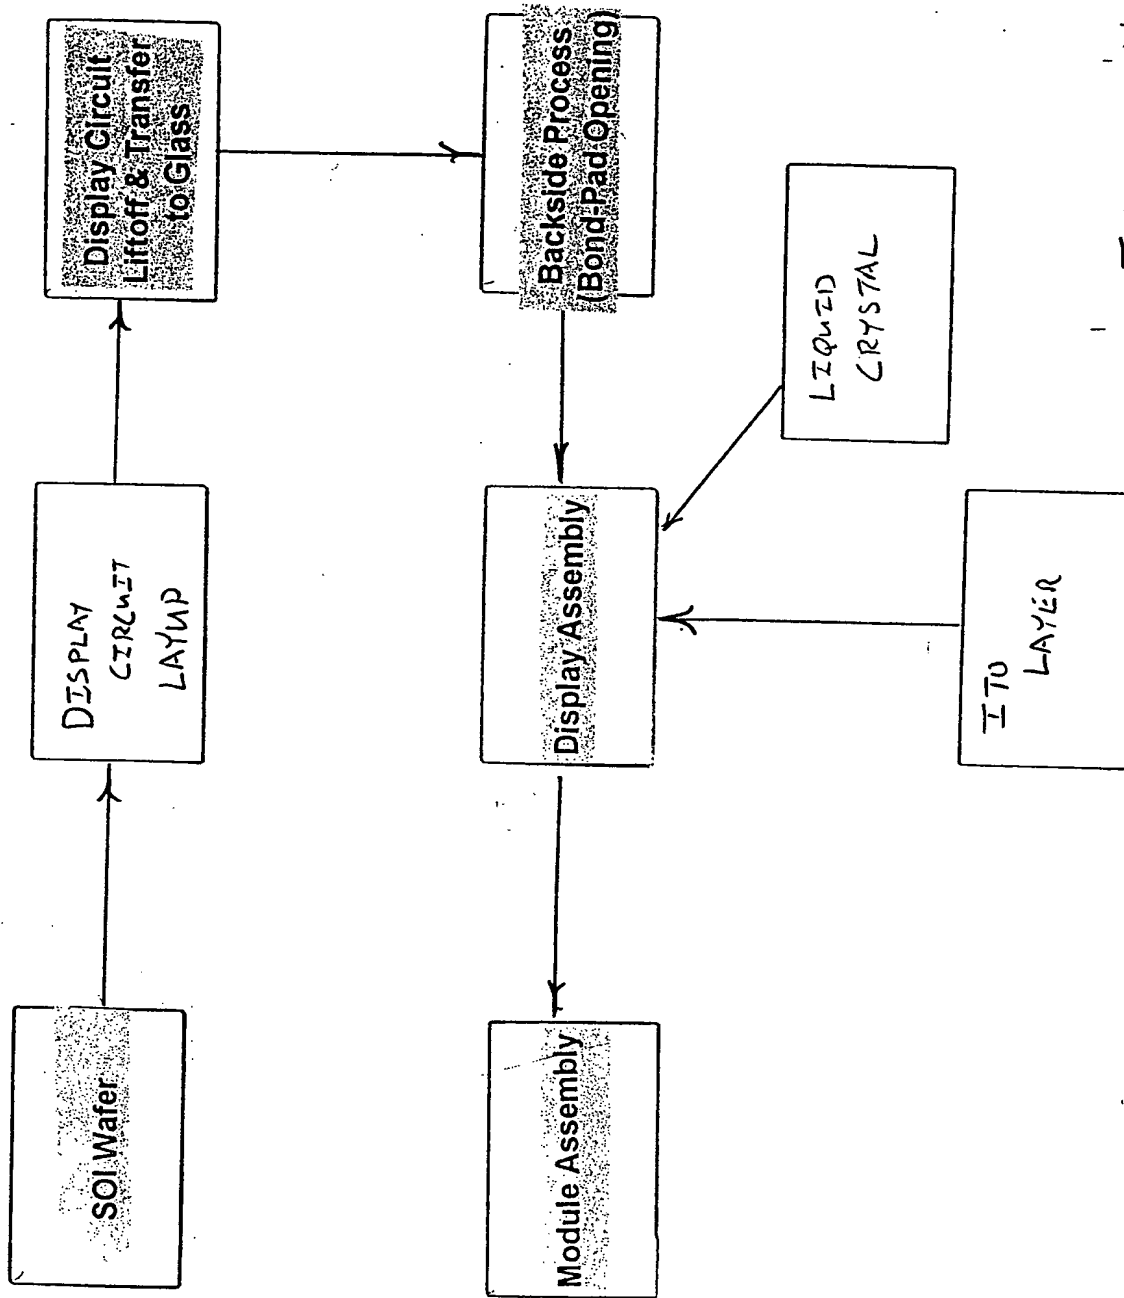 SOI Wafer
DISPLAY
CIRCUIT
LAYUP
Display Circuit
Liftoff & Transfer
to Glass
Module Assembly
Display Assembly
Backside Process
(Bond-Pad Opening)
LIQUID
CRYSTAL
ITO
LAYER